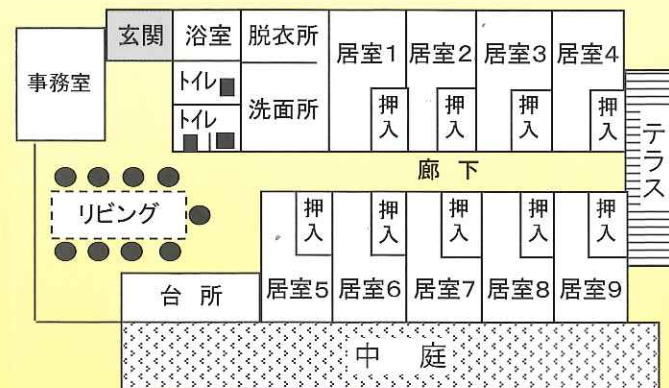 玄関
浴室
脱衣所
居室1
居室2
居室3
居室4
事務室
トイレ
トイレ
洗面所
押入
押入
押入
押入
テラス
廊下
リビング
押入
押入
押入
押入
押入
台所
居室5
居室6
居室7
居室8
居室9
中庭